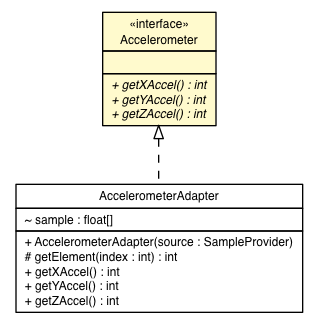 «interface»
Accelerometer
+ getXAccel() : int
+ getYAccel() : int
+ getZAccel() : int
AccelerometerAdapter
~ sample : float[]
+ AccelerometerAdapter(source : SampleProvider)
# getElement(index : int) : int
+ getXAccel() : int
+ getYAccel() : int
+ getZAccel() : int